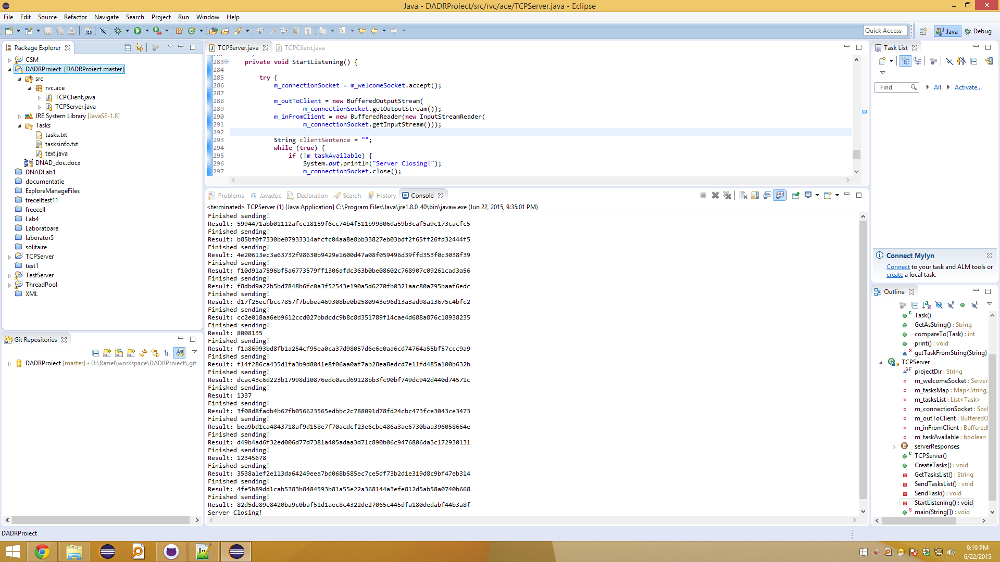 Java - DADRProiect/src/rvc/ace/TCPServer.java - Eclipse
File Edit Source Refactor Navigate Search Project Run Window Help
Quick Access
Java
Debug
Package Explorer
CSM
DADRProiect [DADRProiect master]
src
rvc.ace
TCPClient.java
TCPServer.java
JRE System Library [JavaSE-1.8]
Tasks
tasks.txt
tasksinfo.txt
text.java
DNAD_doc.docx
DNADLab1
documentatie
ExploreManageFiles
frecelltest11
freecell
Lab4
Laboratoare
laborator5
solitaire
TCPServer
test1
TestServer
ThreadPool
XML
Git Repositories
DADRProiect [master] - D:\Raziel\workspace\DADRProiect\.git
TCPServer.java
TCPClient.java
283 private void StartListening() {
284
285 try {
286 m_connectionSocket = m_welcomeSocket.accept();
287
288 m_outToClient = new BufferedOutputStream(
289 m_connectionSocket.getOutputStream());
290 m_inFromClient = new BufferedReader(new InputStreamReader(
291 m_connectionSocket.getInputStream()));
292
293 String clientSentence = "";
294 while (true) {
295 if (!m_taskAvailable) {
296 System.out.println("Server Closing!");
297 m_connectionSocket.close();
Problems @ Javadoc Declaration Search History Console
<terminated> TCPServer (1) [Java Application] C:\Program Files\Java\jre1.8.0_40\bin\javaw.exe (Jun 22, 2015, 9:35:01 PM)
Finished sending!
Result: 5994471abb01112afcc18159f6cc74b4f511b99806da59b3caf5a9c173cacfc5
Finished sending!
Result: b85bf0f7330be07933314afcfc04aa8e8bb33827eb03bdf2f65ff26fd32444f5
Finished sending!
Result: 4e20613ec3a63732f98630b9429e1600d47a08f059496d39ffd353f0c3038f39
Finished sending!
Result: f10d91a7596bf5a6773579ff1306afdc363b0be08602c768907c09261cad3a56
Finished sending!
Result: f8dbd9a22b5bd7848b6fc0a3f52543e190a5d6270fb0321aac80a795baaf6edc
Finished sending!
Result: d17f25ecfbcc7857f7bebea469308be0b2580943e96d13a3ad98a13675c4bfc2
Finished sending!
Result: cc2e018aa6eb9612ccd027bbdcdc9b8c8d351789f14cae4d688a876c18938235
Finished sending!
Result: 8008135
Finished sending!
Result: f1a86993bd8fb1a254cf95ea0ca37d98057d6e6e0aa6cd74764a55bf57ccc9a9
Finished sending!
Result: f14f286ca435d1fa3b9d8041e8f06aa0af7ab28ea8edcd7e11fd485a100b632b
Finished sending!
Result: dcac43c6d223b17998d10876edc0acd69128bb3fc90bf749dc942d440d74571c
Finished sending!
Result: 1337
Finished sending!
Result: 3f08d8fadb4b67fb056623565edbbc2c788091d78fd24cbc473fce3043ce3473
Finished sending!
Result: bea9bd1ca4843718af9d158e7f70acdcf23e6cbe486a3ae6730baa396058664e
Finished sending!
Result: d49b4ad6f32ed006d77d7381a405adaa3d71c890b06c9476806da3c172930131
Finished sending!
Result: 12345678
Finished sending!
Result: 3538a1ef2e113da64249eea7bd068b585ec7ce5df73b2d1e319d8c9bf47eb314
Finished sending!
Result: 4fe5b89dd1cab5383b8484593b81a55e22a368144a3efe812d5ab58a0740b668
Finished sending!
Result: 82d5de89e8420ba9c0baf51d1aec8c4322de27065c445dfa180dedabf44b3a8f
Server Closing!
Task List
Find
All
Activate...
Connect Mylyn
Connect to your task and ALM tools or
create a local task.
Outline
Task()
GetAsString() : String
compareTo(Task) : int
print() : void
getTaskFromString(String)
TCPServer
projectDir : String
m_welcomeSocket : Server
m_tasksMap : Map<String,
m_tasksList : List<Task>
m_connectionSocket : Socl
m_outToClient : BufferedO
m_inFromClient : Buffered
m_taskAvailable : boolean
serverResponses
TCPServer()
CreateTasks() : void
GetTasksList() : String
SendTasksList() : void
SendTask() : void
StartListening() : void
main(String[]) : void
DADRProiect
9:19 PM
6/22/2015